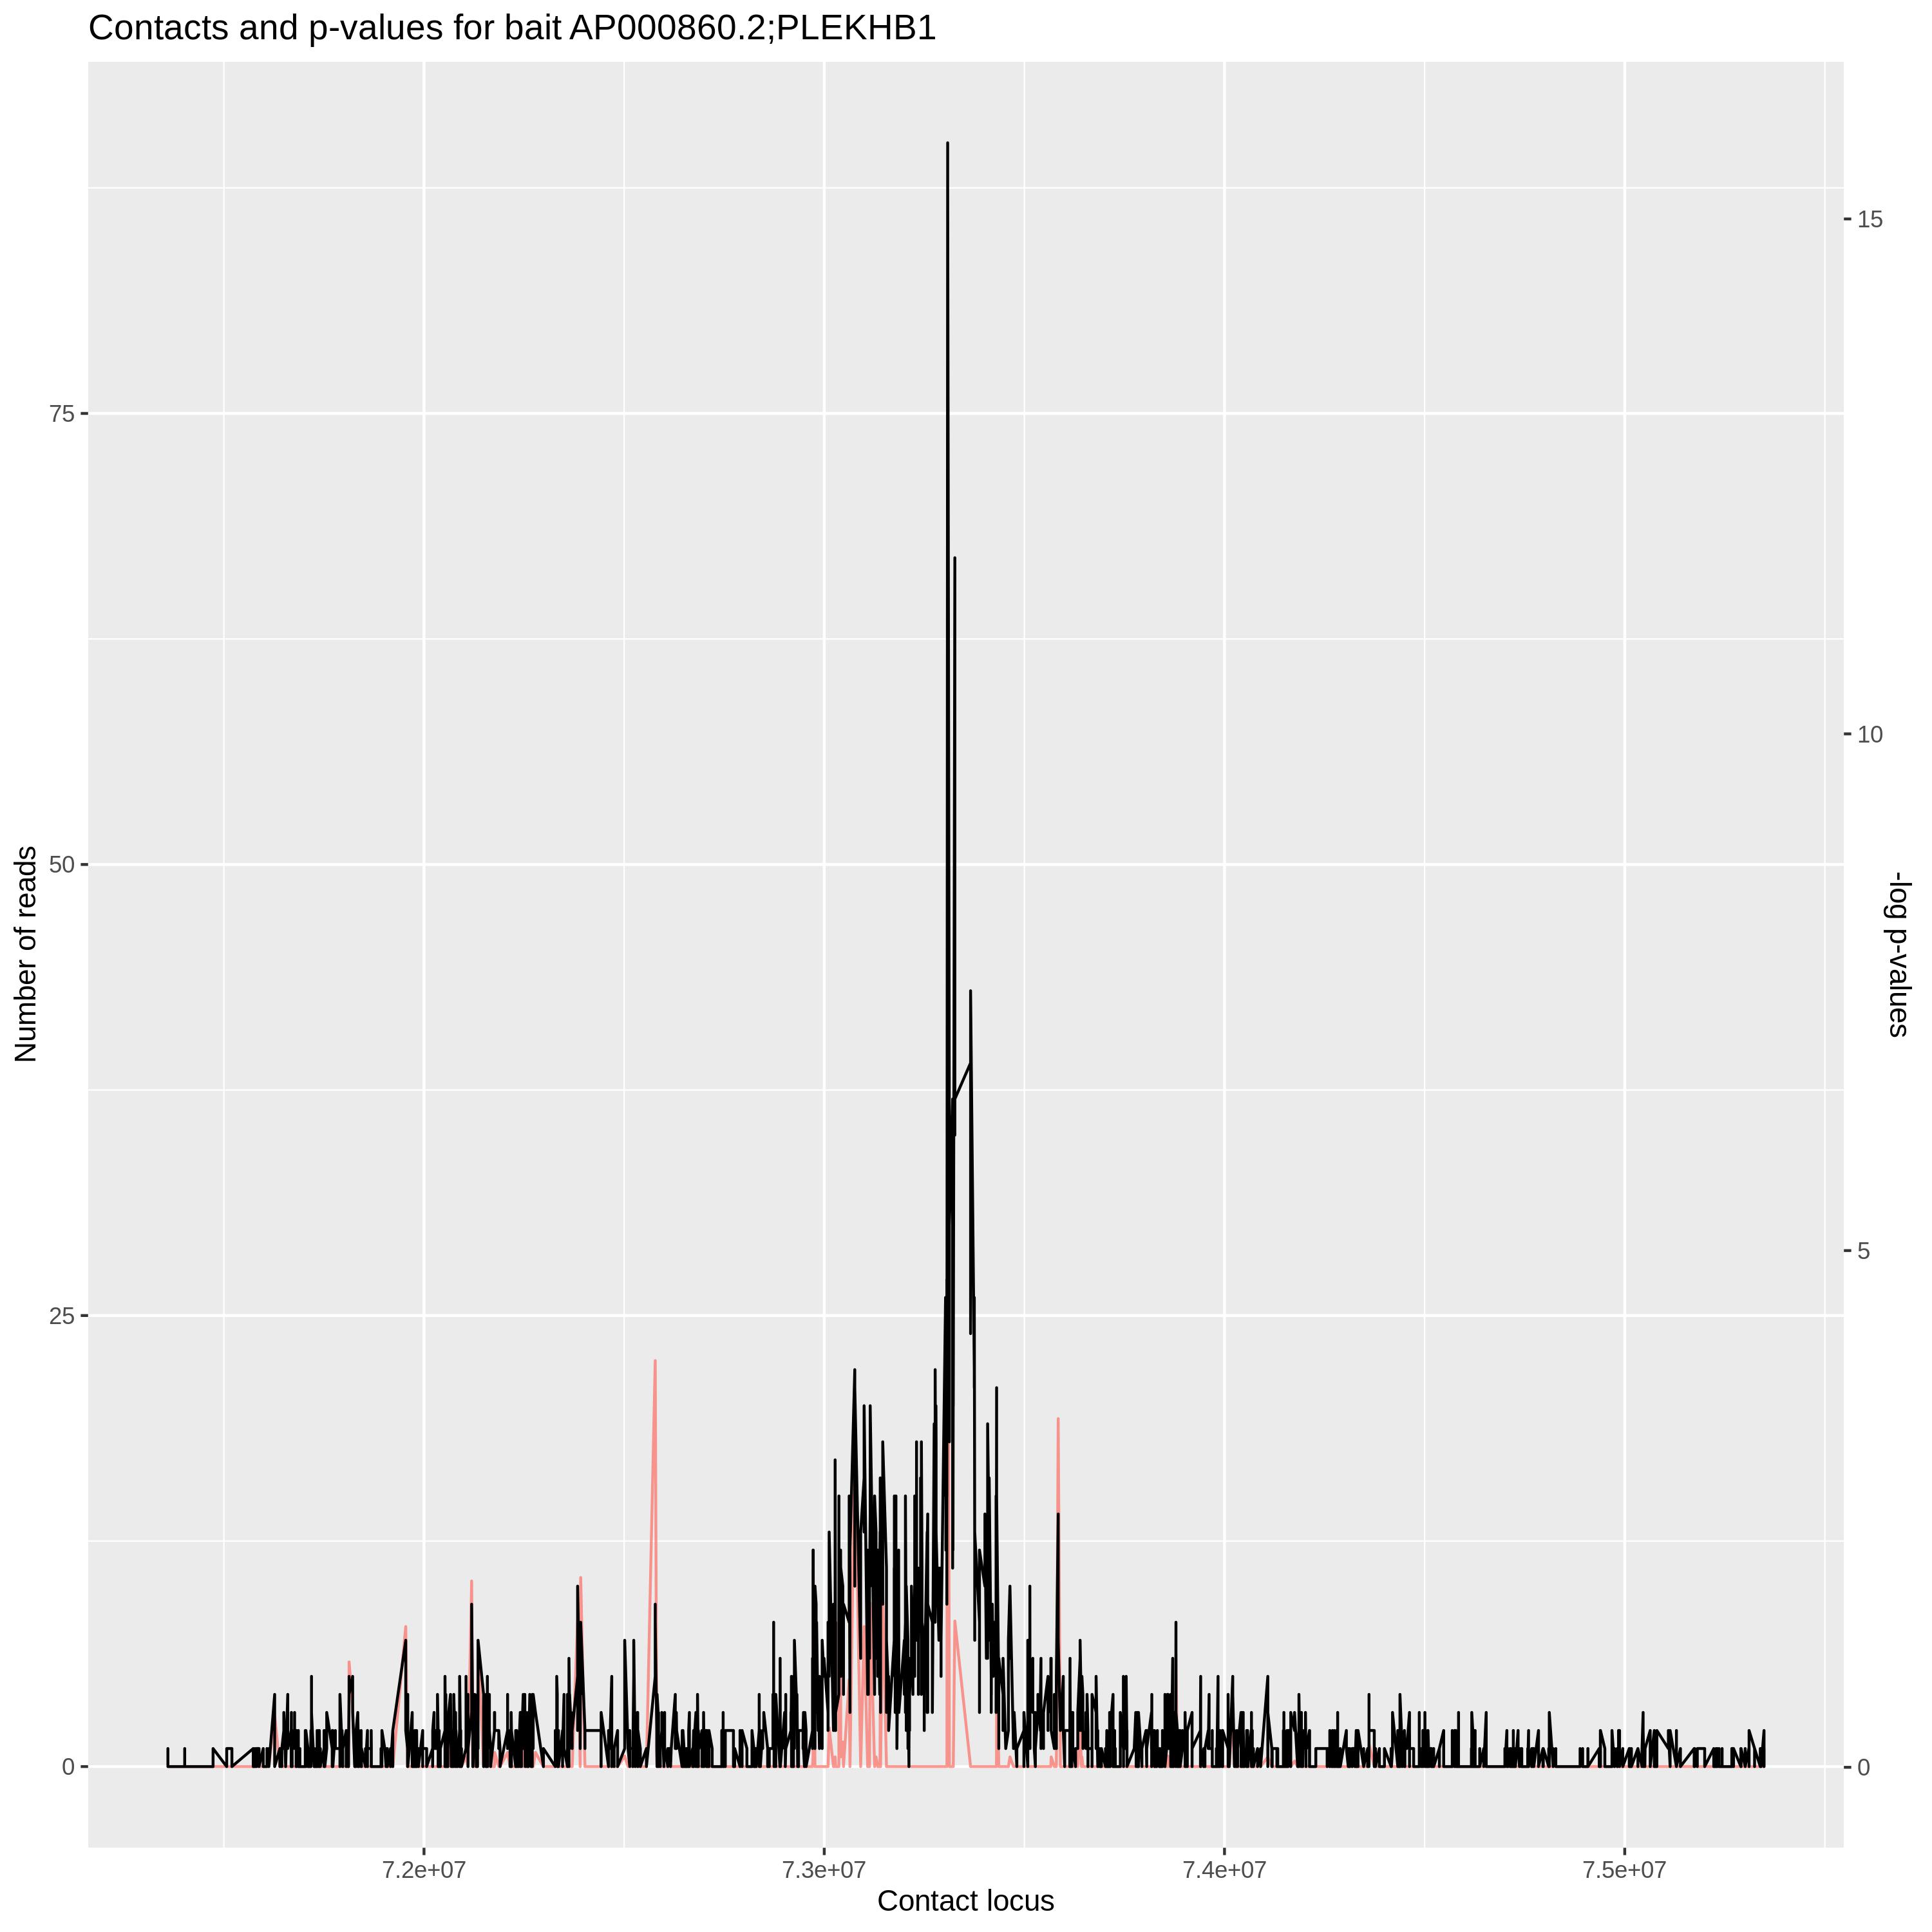 Contacts and p-values for bait AP000860.2;PLEKHB1
Number of reads
75
50
25
0
15
10
5
0
-log p-values
7.2e+07
7.3e+07
7.4e+07
7.5e+07
Contact locus